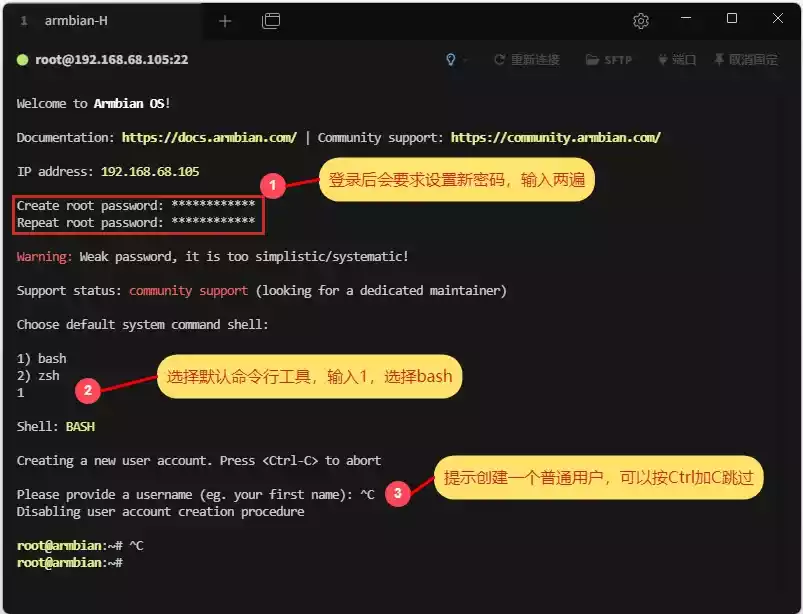 1 armbian-H
root@192.168.68.105:22
重新连接 SFTP 端口 取消固定
Welcome to Armbian OS!
Documentation: https://docs.armbian.com/ | Community support: https://community.armbian.com/
IP address: 192.168.68.105
1 登录后会要求设置新密码，输入两遍
Create root password: ************
Repeat root password: ************
Warning: Weak password, it is too simplistic/systematic!
Support status: community support (looking for a dedicated maintainer)
Choose default system command shell:
1) bash
2) zsh
1
2 选择默认命令行工具，输入1，选择bash
Shell: BASH
Creating a new user account. Press <Ctrl-C> to abort
Please provide a username (eg. your first name): ^C
3 提示创建一个普通用户，可以按Ctrl加C跳过
Disabling user account creation procedure
root@armbian:~# ^C
root@armbian:~#